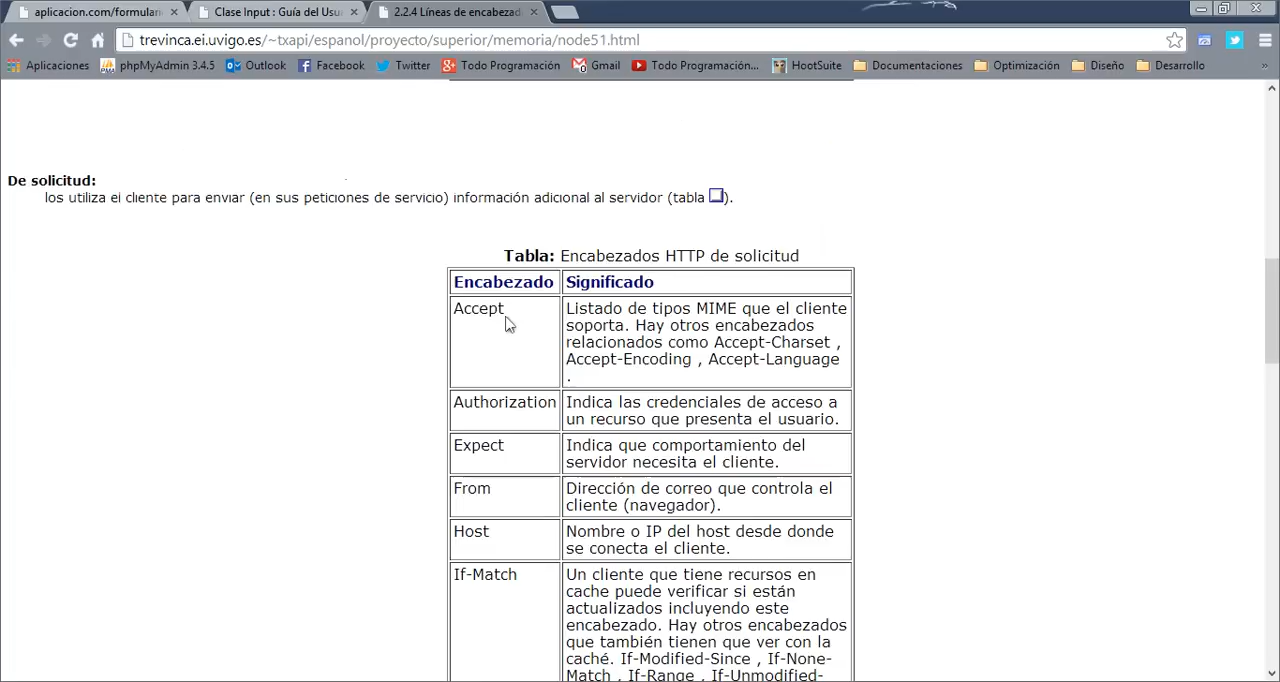 aplicacion.com/formular
Clase Input : Guía del Usu
2.2.4 Líneas de encabezad
trevinca.ei.uvigo.es/~txapi/espanol/proyecto/superior/memoria/node51.html
Aplicaciones phpMyAdmin 3.4.5 Outlook Facebook Twitter Todo Programación Gmail Todo Programación... HootSuite Documentaciones Optimización Diseño Desarrollo »
De solicitud:
los utiliza el cliente para enviar (en sus peticiones de servicio) información adicional al servidor (tabla ).
Tabla: Encabezados HTTP de solicitud
Encabezado Significado
Accept Listado de tipos MIME que el cliente
soporta. Hay otros encabezados
relacionados como Accept-Charset ,
Accept-Encoding , Accept-Language
.
Authorization Indica las credenciales de acceso a
un recurso que presenta el usuario.
Expect Indica que comportamiento del
servidor necesita el cliente.
From Dirección de correo que controla el
cliente (navegador).
Host Nombre o IP del host desde donde
se conecta el cliente.
If-Match Un cliente que tiene recursos en
cache puede verificar si están
actualizados incluyendo este
encabezado. Hay otros encabezados
que también tienen que ver con la
caché. If-Modified-Since , If-None-
Match , If-Range , If-Unmodified-